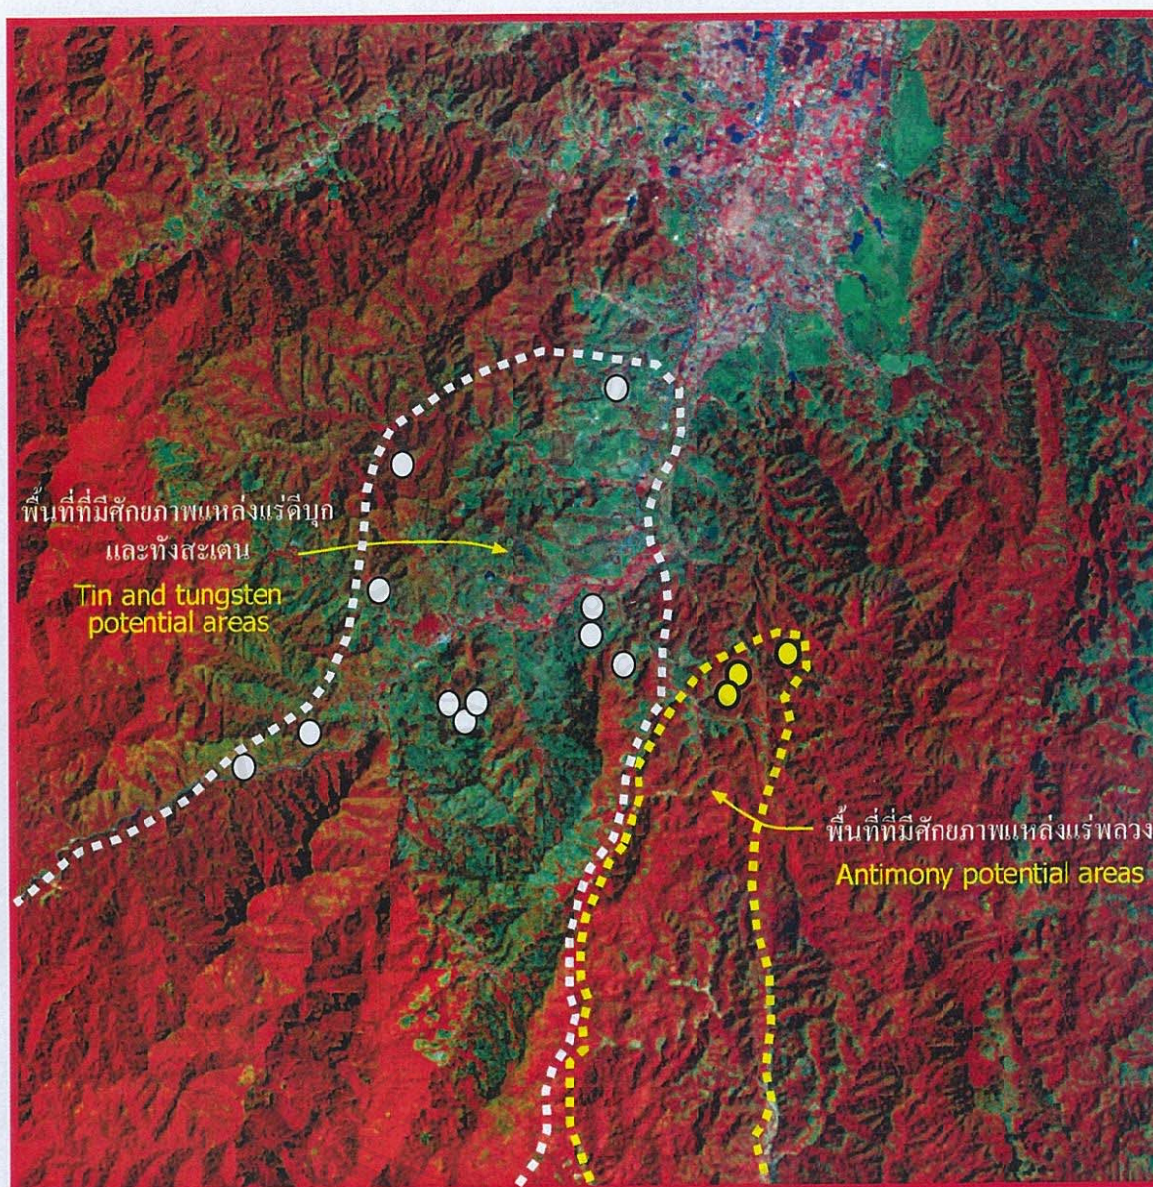 พื้นที่ที่มีศักยภาพแหล่งแร่ดีบุก
และทังสะเตน
Tin and tungsten
potential areas
พื้นที่ที่มีศักยภาพแหล่งแร่พลวง
Antimony potential areas